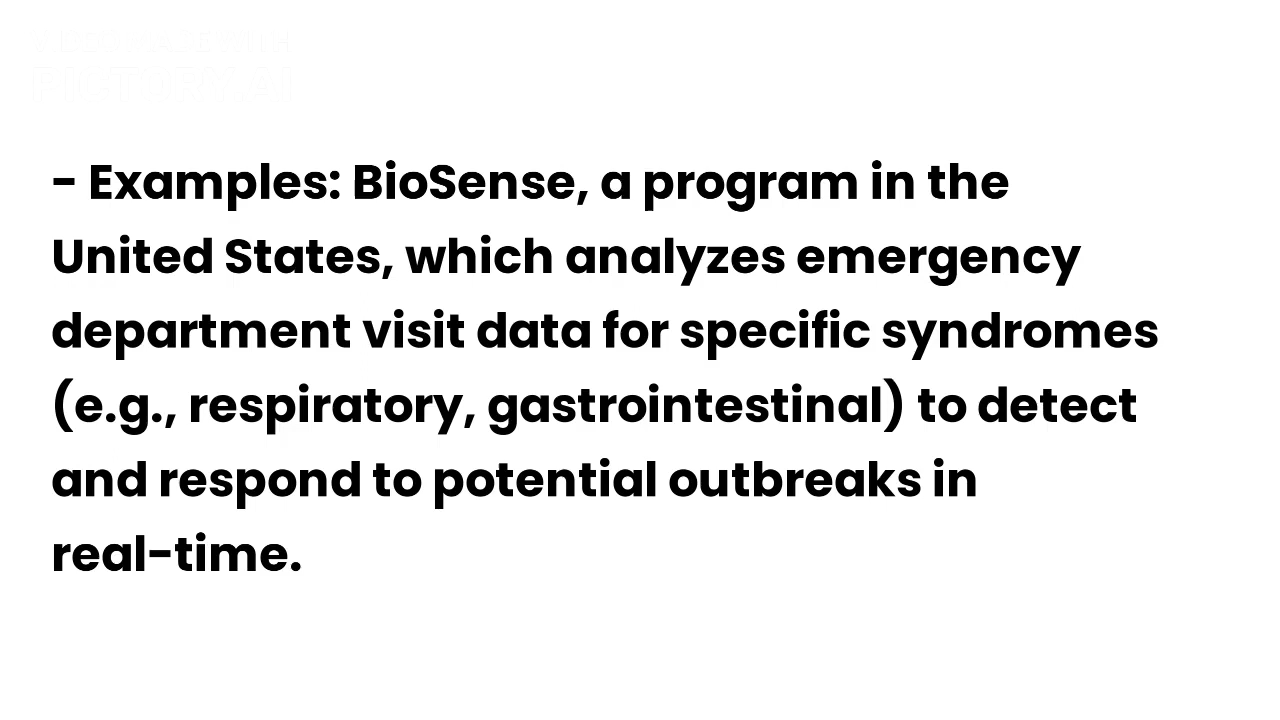 - Examples: BioSense, a program in the
United States, which analyzes emergency
department visit data for specific syndromes
(e.g., respiratory, gastrointestinal) to detect
and respond to potential outbreaks in
real-time.